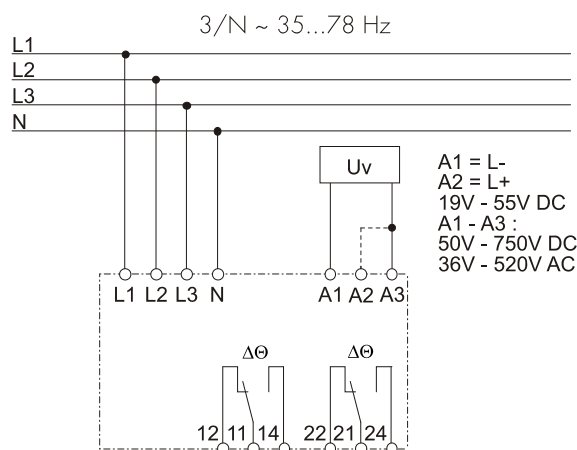 3/N ~ 35...78 Hz
L1
L2
L3
N
Uv
A1 = L-
A2 = L+
19V - 55V DC
A1 - A3 :
50V - 750V DC
36V - 520V AC
L1 L2 L3 N A1 A2 A3
ΔΘ ΔΘ
12 11 14 22 21 24